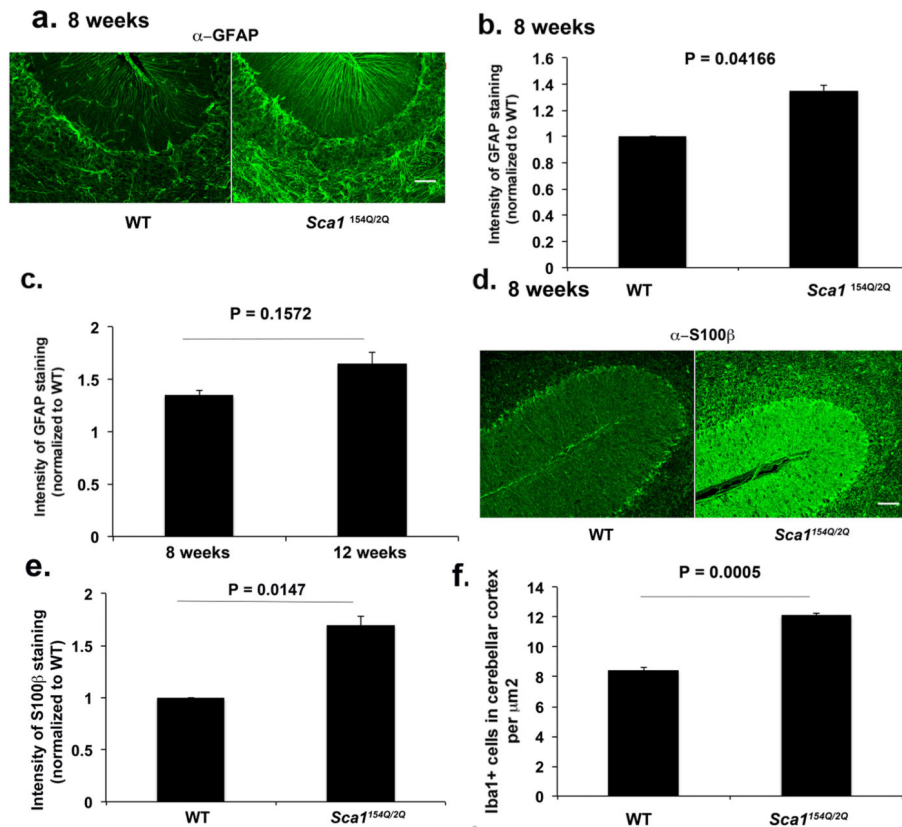 a. 8 weeks
α–GFAP
WT
Sca1 154Q/2Q
b. 8 weeks
P = 0.04166
Intensity of GFAP staining
(normalized to WT)
1.6
1.4
1.2
1
0.8
0.6
0.4
0.2
0
WT
Sca1 154Q/2Q
c.
P = 0.1572
Intensity of GFAP staining
(normalized to WT)
2
1.5
1
0.5
0
8 weeks
12 weeks
d. 8 weeks
α–S100β
WT
Sca1154Q/2Q
e.
P = 0.0147
Intensity of S100β staining
(normalized to WT)
2
1.5
1
0.5
0
WT
Sca1154Q/2Q
f.
P = 0.0005
Iba1+ cells in cerebellar cortex
per μm2
14
12
10
8
6
4
2
0
WT
Sca1154Q/2Q